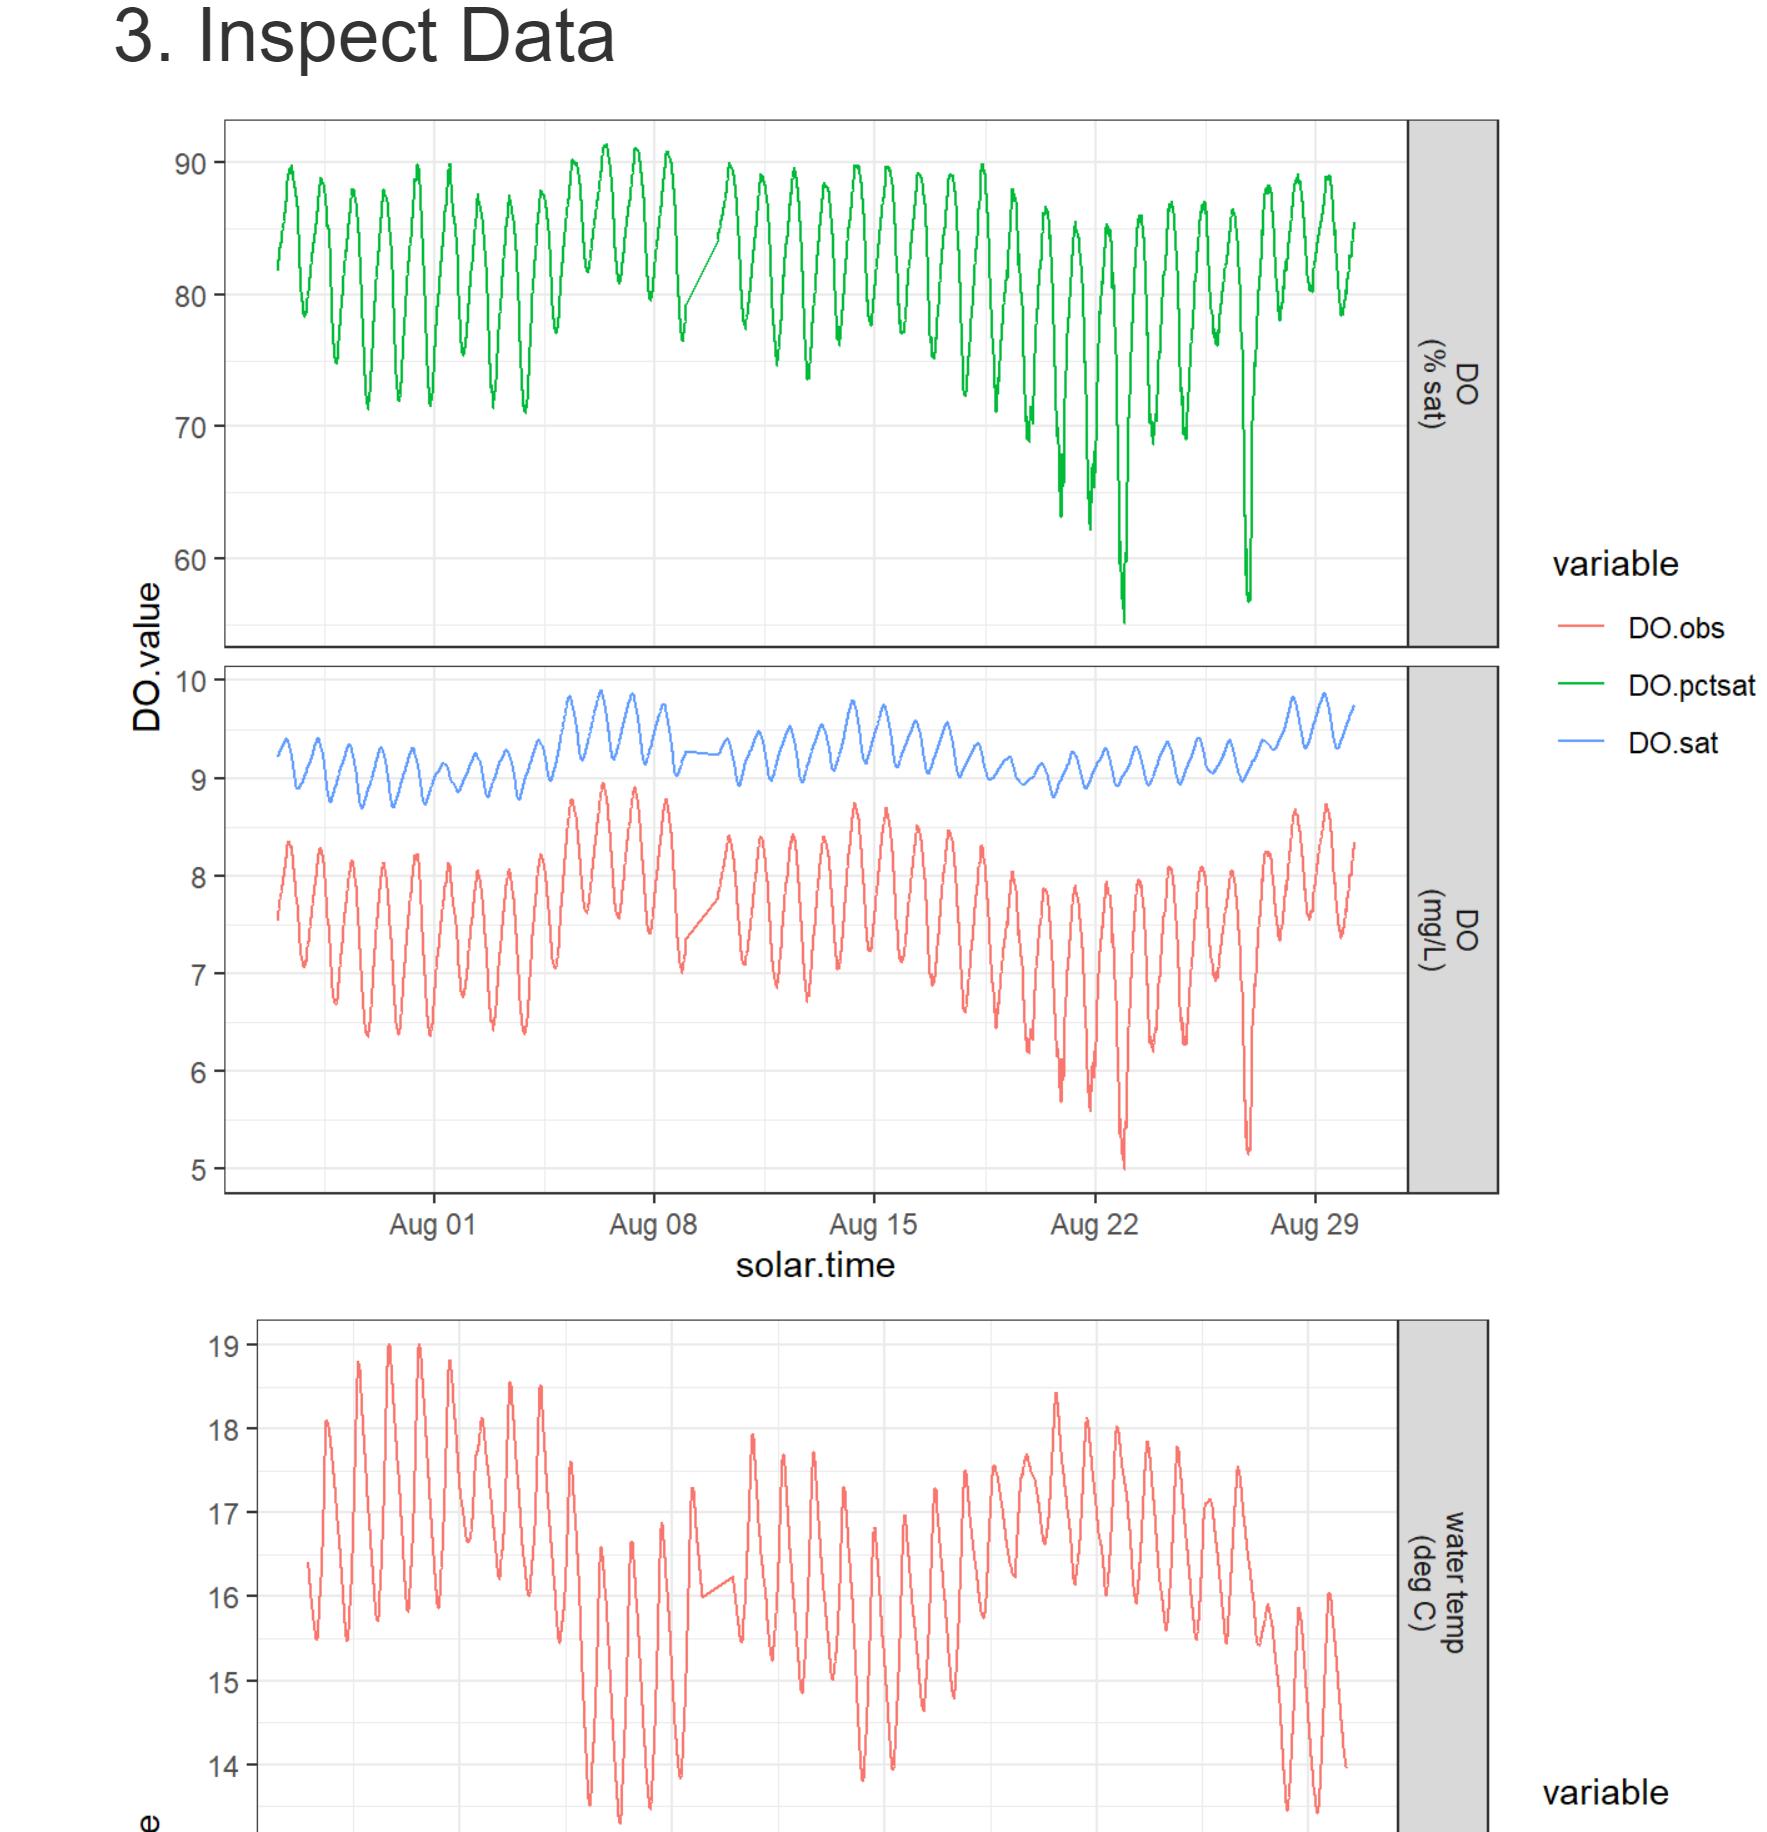 3. Inspect Data
90
80
70
60
DO
(% sat)
DO.value
10
9
8
7
6
5
DO
(mg/L)
Aug 01
Aug 08
Aug 15
Aug 22
Aug 29
solar.time
variable
DO.obs
DO.pctsat
DO.sat
19
18
17
16
15
14
water temp
(deg C)
variable
e